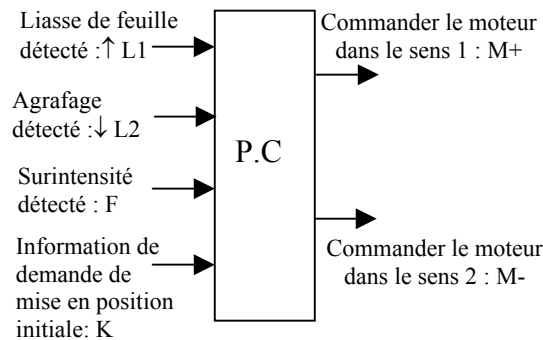 Liasse de feuille
détecté :↑ L1
Agrafage
détecté :↓ L2
Surintensité
détecté : F
Information de
demande de
mise en position
initiale: K
P.C
Commander le moteur
dans le sens 1 : M+
Commander le moteur
dans le sens 2 : M-